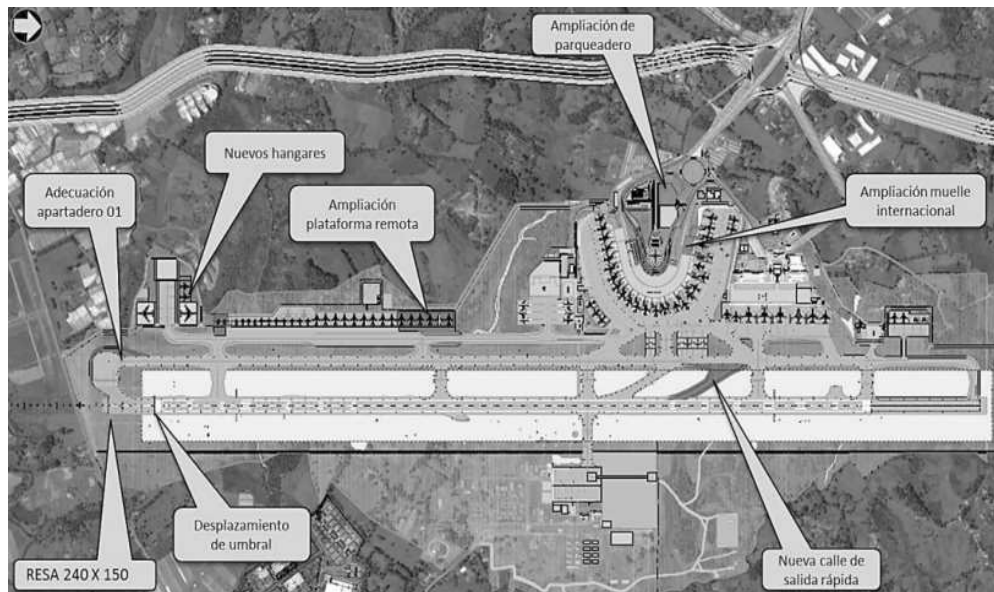 Ampliación de
parqueadero
Nuevos hangares
Adecuación
apartadero 01
Ampliación
plataforma remota
Ampliación muelle
internacional
Desplazamiento
de umbral
RESA 240 X 150
Nueva calle de
salida rápida